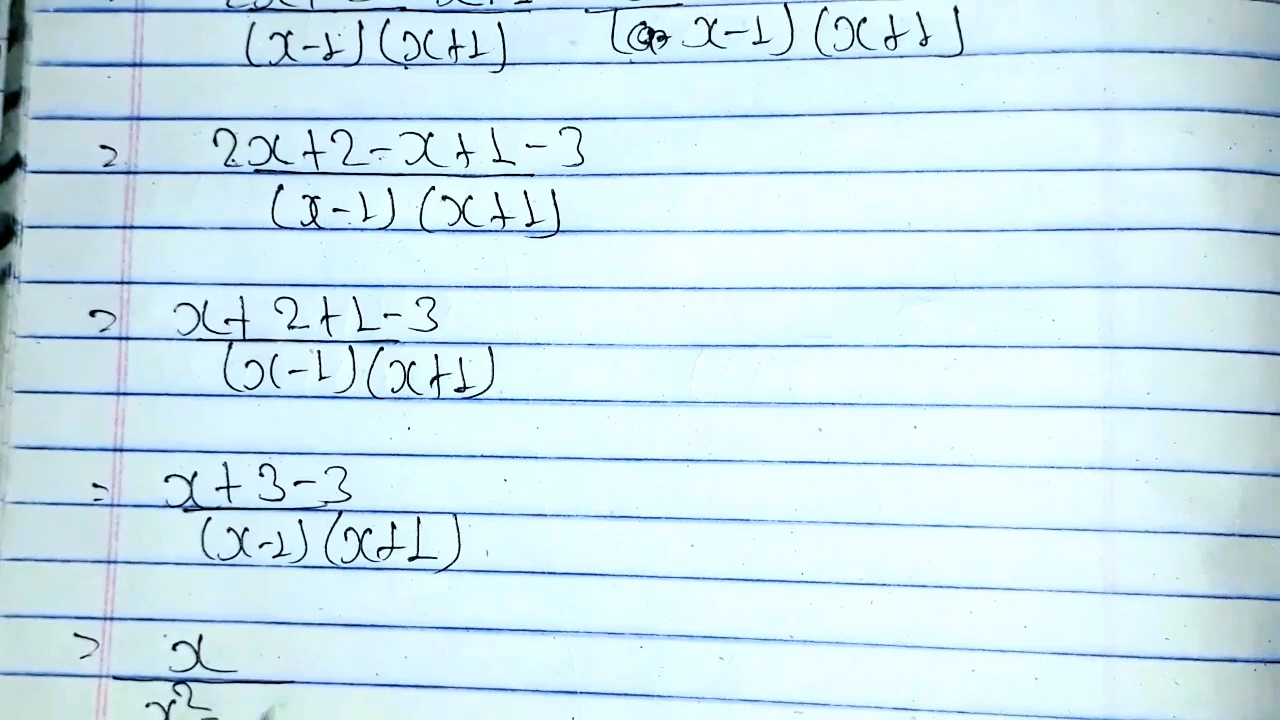 (x-1)(x+1) (x-1)(x+1)
= 2x+2-x+1-3
(x-1)(x+1)
= x+2+1-3
(x-1)(x+1)
= x+3-3
(x-1)(x+1)
= x
x²